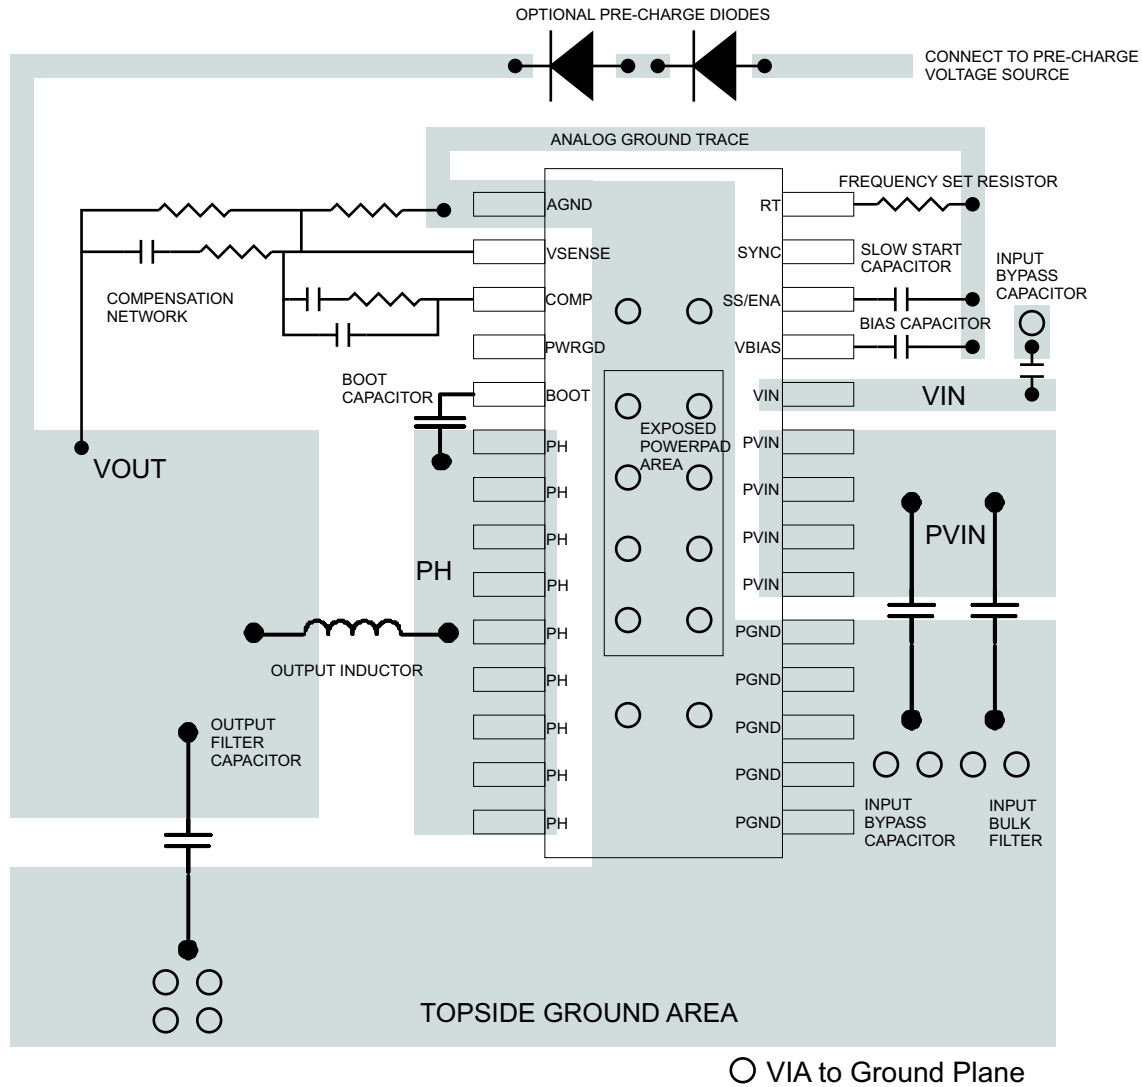 OPTIONAL PRE-CHARGE DIODES
CONNECT TO PRE-CHARGE
VOLTAGE SOURCE
ANALOG GROUND TRACE
FREQUENCY SET RESISTOR
AGND
RT
VSENSE
SYNC
SLOW START
CAPACITOR
INPUT
BYPASS
CAPACITOR
COMPENSATION
NETWORK
COMP
SS/ENA
BIAS CAPACITOR
PWRGD
VBIAS
BOOT
CAPACITOR
BOOT
VIN
VIN
PH
EXPOSED
POWERPAD
AREA
PVIN
VOUT
PH
PVIN
PH
PVIN
PVIN
PH
PH
PVIN
PH
PGND
OUTPUT INDUCTOR
PH
PGND
OUTPUT
FILTER
CAPACITOR
PH
PGND
PH
PGND
PH
PGND
INPUT
BYPASS
CAPACITOR
INPUT
BULK
FILTER
TOPSIDE GROUND AREA
VIA to Ground Plane